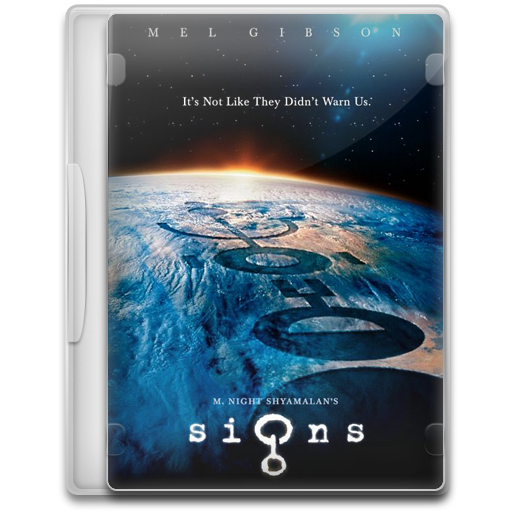 MEL GIBSON
It's Not Like They Didn't Warn Us.
M. NIGHT SHYAMALAN'S
signs